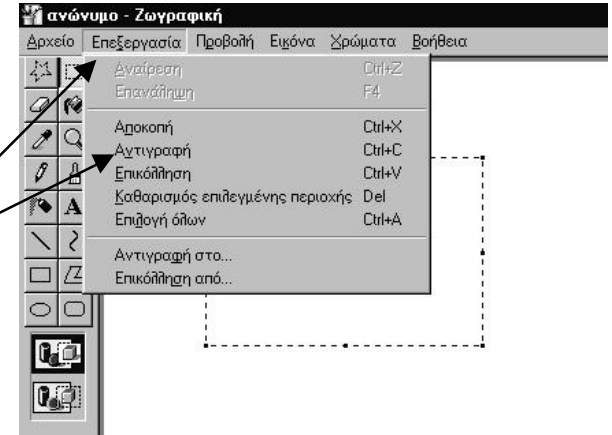 ανώνυμο - Ζωγραφική
Αρχείο Επεξεργασία Προβολή Εικόνα Χρώματα Βοήθεια
Αναίρεση Ctrl+Z
Επανάληψη F4
Αποκοπή Ctrl+X
Αντιγραφή Ctrl+C
Επικόλληση Ctrl+V
Καθαρισμός επιλεγμένης περιοχής Del
Επιλογή όλων Ctrl+A
Αντιγραφή στο...
Επικόλληση από...
A